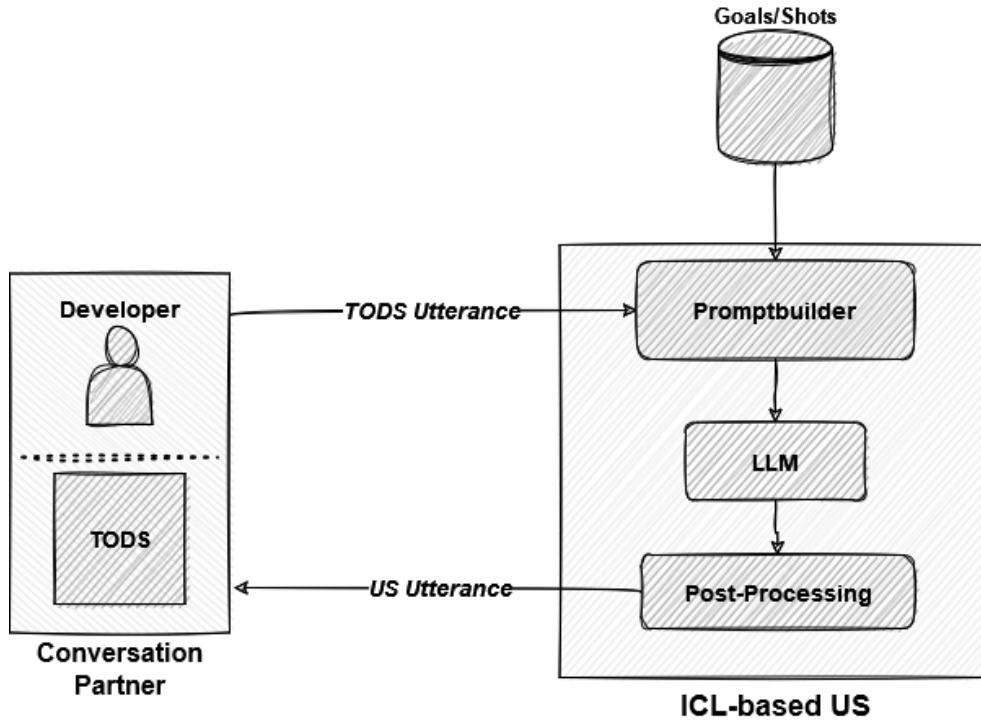 Goals/Shots
Developer
TODS Utterance
Promptbuilder
LLM
TODS
US Utterance
Post-Processing
Conversation
Partner
ICL-based US